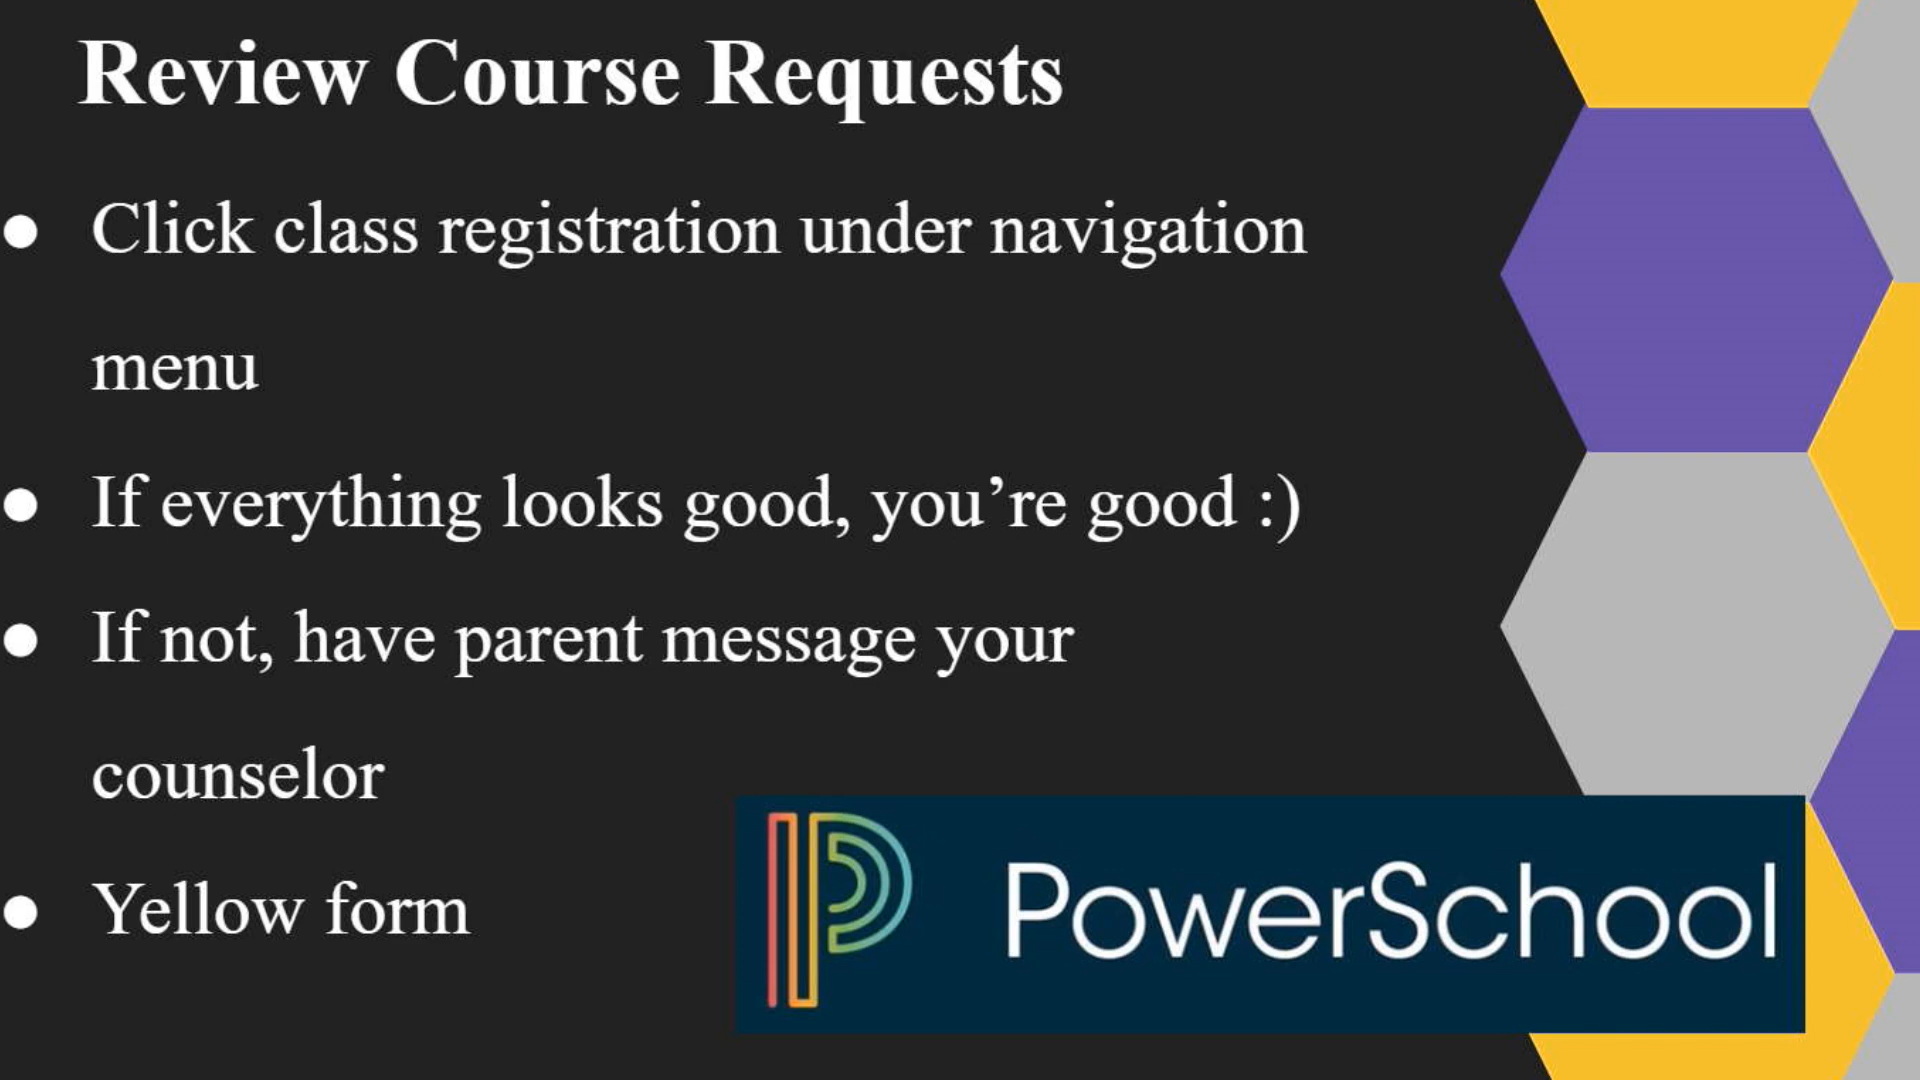 Review Course Requests
● Click class registration under navigation
menu
● If everything looks good, you’re good :)
● If not, have parent message your
counselor
● Yellow form
PowerSchool